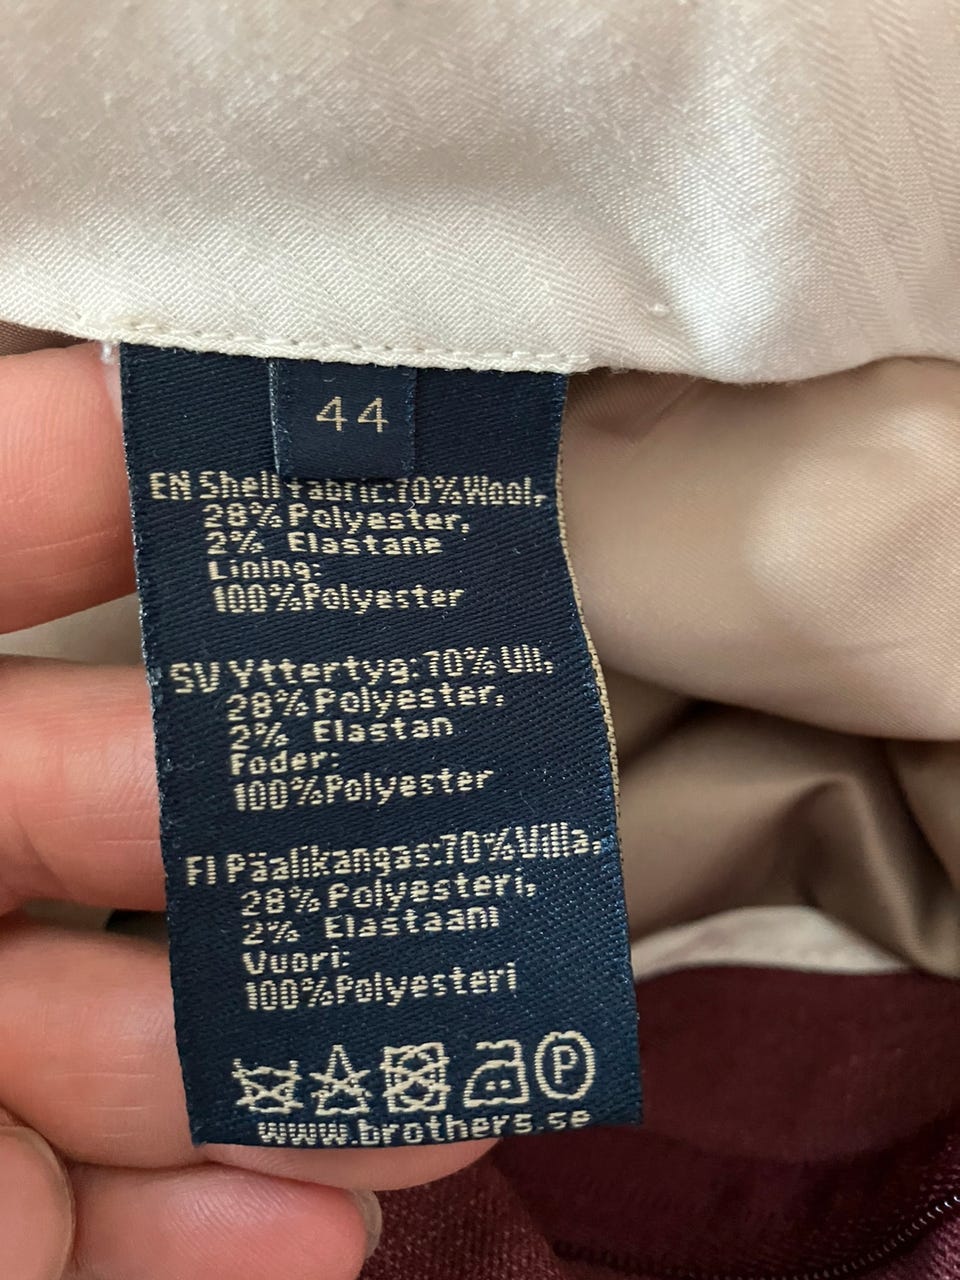 44
EN Shell Fabric:70%Wool,
28%Polyester,
2% Elastane
Lining:
100%Polyester
SV Yttertyg:70%Ull,
28%Polyester,
2% Elastan
Foder:
100%Polyester
FI Päälikangas:70%Villa,
28% Polyesteri,
2% Elastaani
Vuori:
100%Polyesteri
P
www.brothers.se